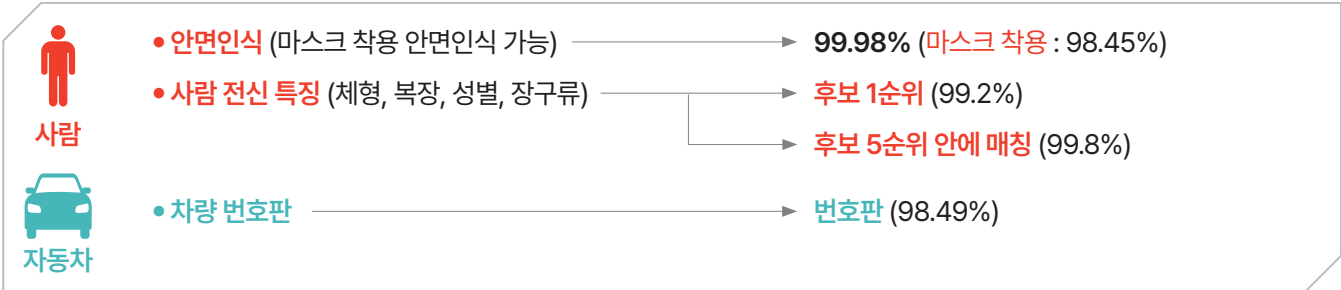 • 안면인식 (마스크 착용 안면인식 가능) 99.98% (마스크 착용 : 98.45%)
• 사람 전신 특징 (체형, 복장, 성별, 장구류) 후보 1순위 (99.2%)
사람
후보 5순위 안에 매칭 (99.8%)
• 차량 번호판 번호판 (98.49%)
자동차